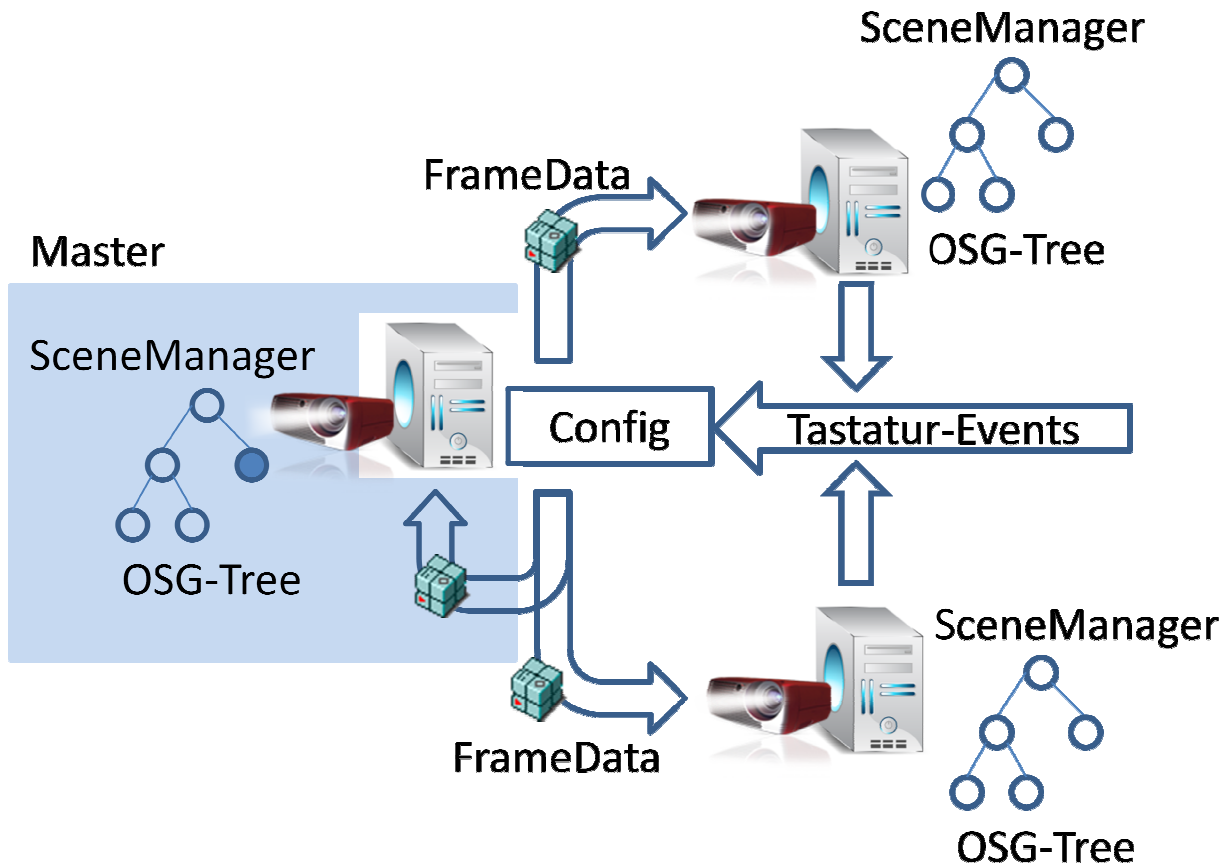 SceneManager
FrameData
OSG-Tree
Master
SceneManager
Config
Tastatur-Events
OSG-Tree
SceneManager
FrameData
OSG-Tree